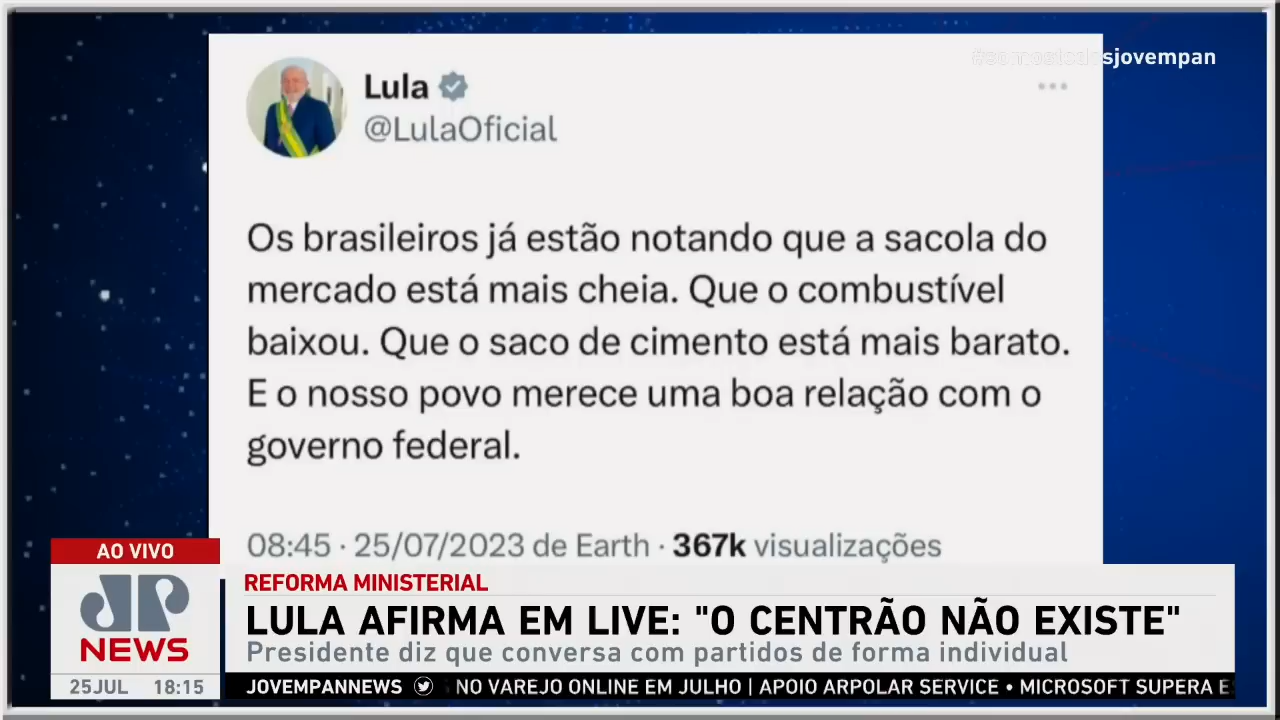 #somostodosjovempan
Lula
@LulaOficial
Os brasileiros já estão notando que a sacola do
mercado está mais cheia. Que o combustível
baixou. Que o saco de cimento está mais barato.
E o nosso povo merece uma boa relação com o
governo federal.
08:45 · 25/07/2023 de Earth · 367k visualizações
AO VIVO
JP
NEWS
REFORMA MINISTERIAL
LULA AFIRMA EM LIVE: "O CENTRÃO NÃO EXISTE"
Presidente diz que conversa com partidos de forma individual
25JUL 18:15
JOVEMPANNEWS NO VAREJO ONLINE EM JULHO | APOIO ARPOLAR SERVICE • MICROSOFT SUPERA E